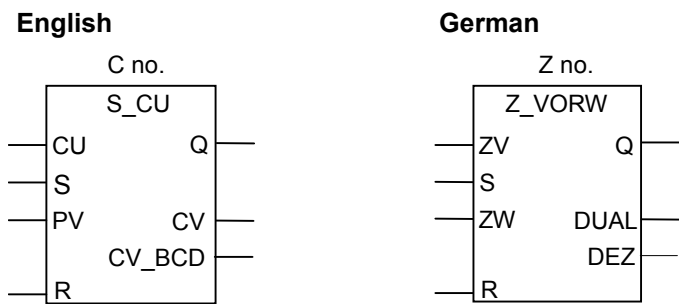 English
C no.
S_CU
CU Q
S
PV CV
CV_BCD
R
German
Z no.
Z_VORW
ZV Q
S
ZW DUAL
DEZ
R